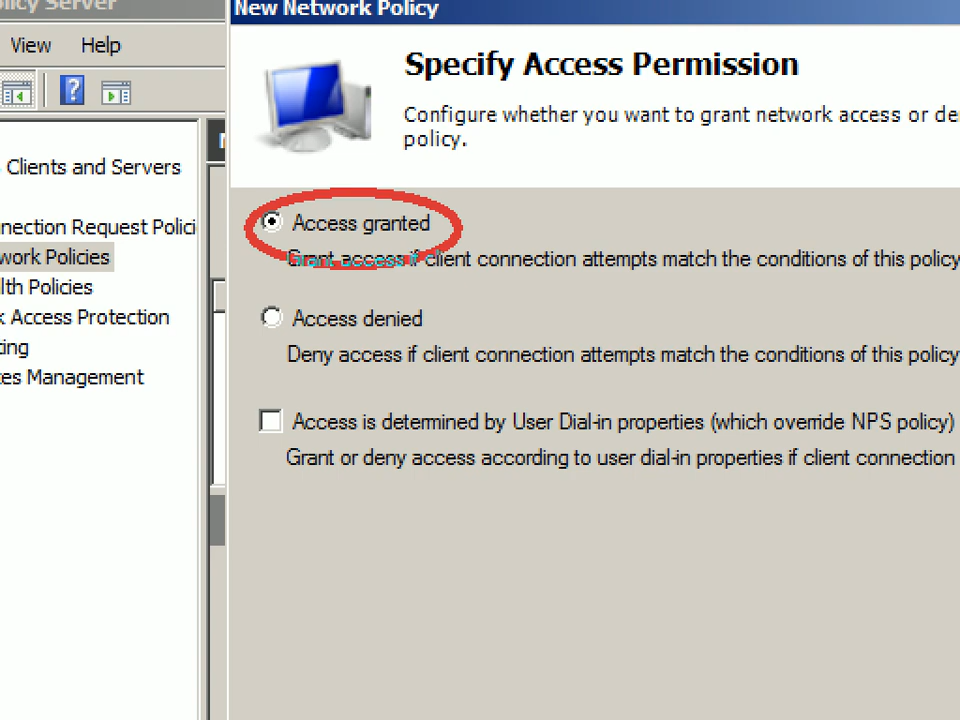 olicy Server
View Help
Clients and Servers
nnection Request Polici
work Policies
lth Policies
k Access Protection
ting
tes Management
New Network Policy
Specify Access Permission
Configure whether you want to grant network access or de
policy.
Access granted
Grant access if client connection attempts match the conditions of this policy
Access denied
Deny access if client connection attempts match the conditions of this policy
Access is determined by User Dial-in properties (which override NPS policy)
Grant or deny access according to user dial-in properties if client connection